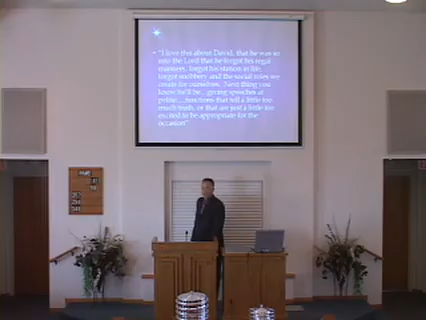 "I love this about David, that he was so
into the Lord that he forgot his regal
manners, forgot his station in life,
forgot snobbery and the social roles we
create for ourselves. Next thing you
know he'll be... giving speeches at
functions that tell a little too
much truth, or that are just a little too
excited to be appropriate for the
occasion"